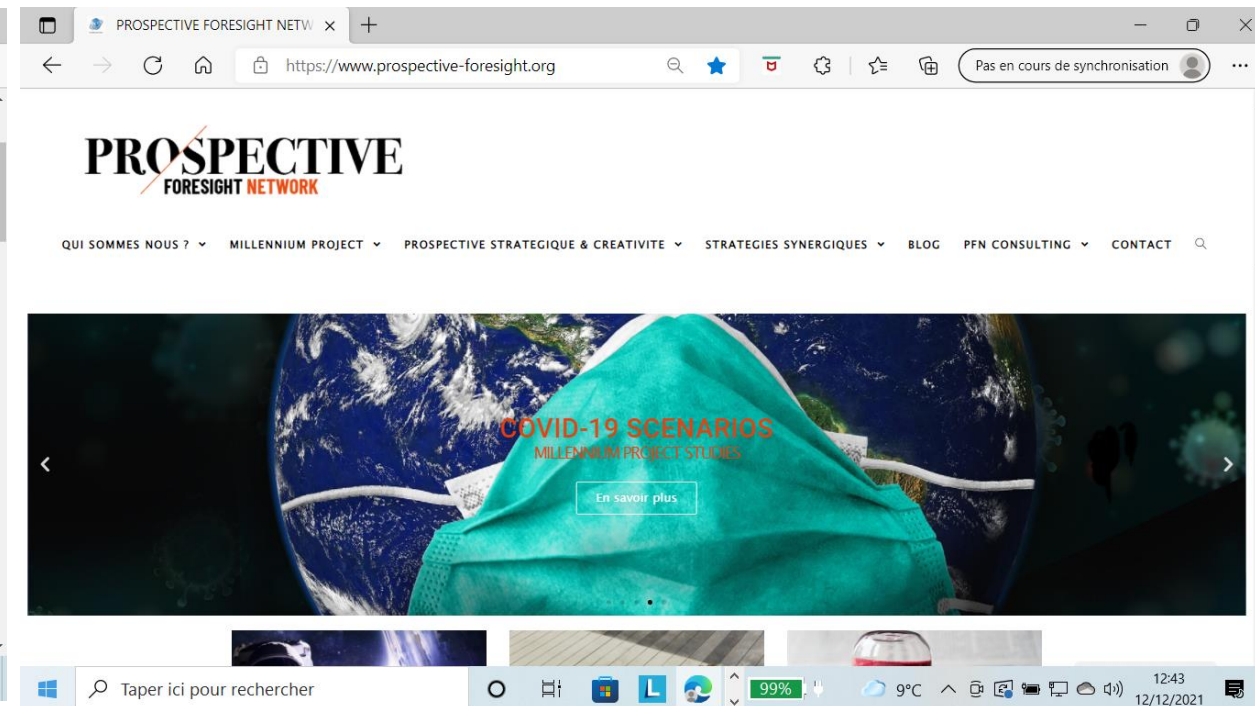 PROSPECTIVE FORESIGHT NETW
https://www.prospective-foresight.org
Pas en cours de synchronisation
PROSPECTIVE
FORESIGHT NETWORK
QUI SOMMES NOUS ? MILLENNIUM PROJECT PROSPECTIVE STRATEGIQUE & CREATIVITE STRATEGIES SYNERGIQUES BLOG PFN CONSULTING CONTACT
COVID-19 SCENARIOS
MILLENNIUM PROJECT STUDIES
En savoir plus
Taper ici pour rechercher
L
99%
9°C
12:43
12/12/2021